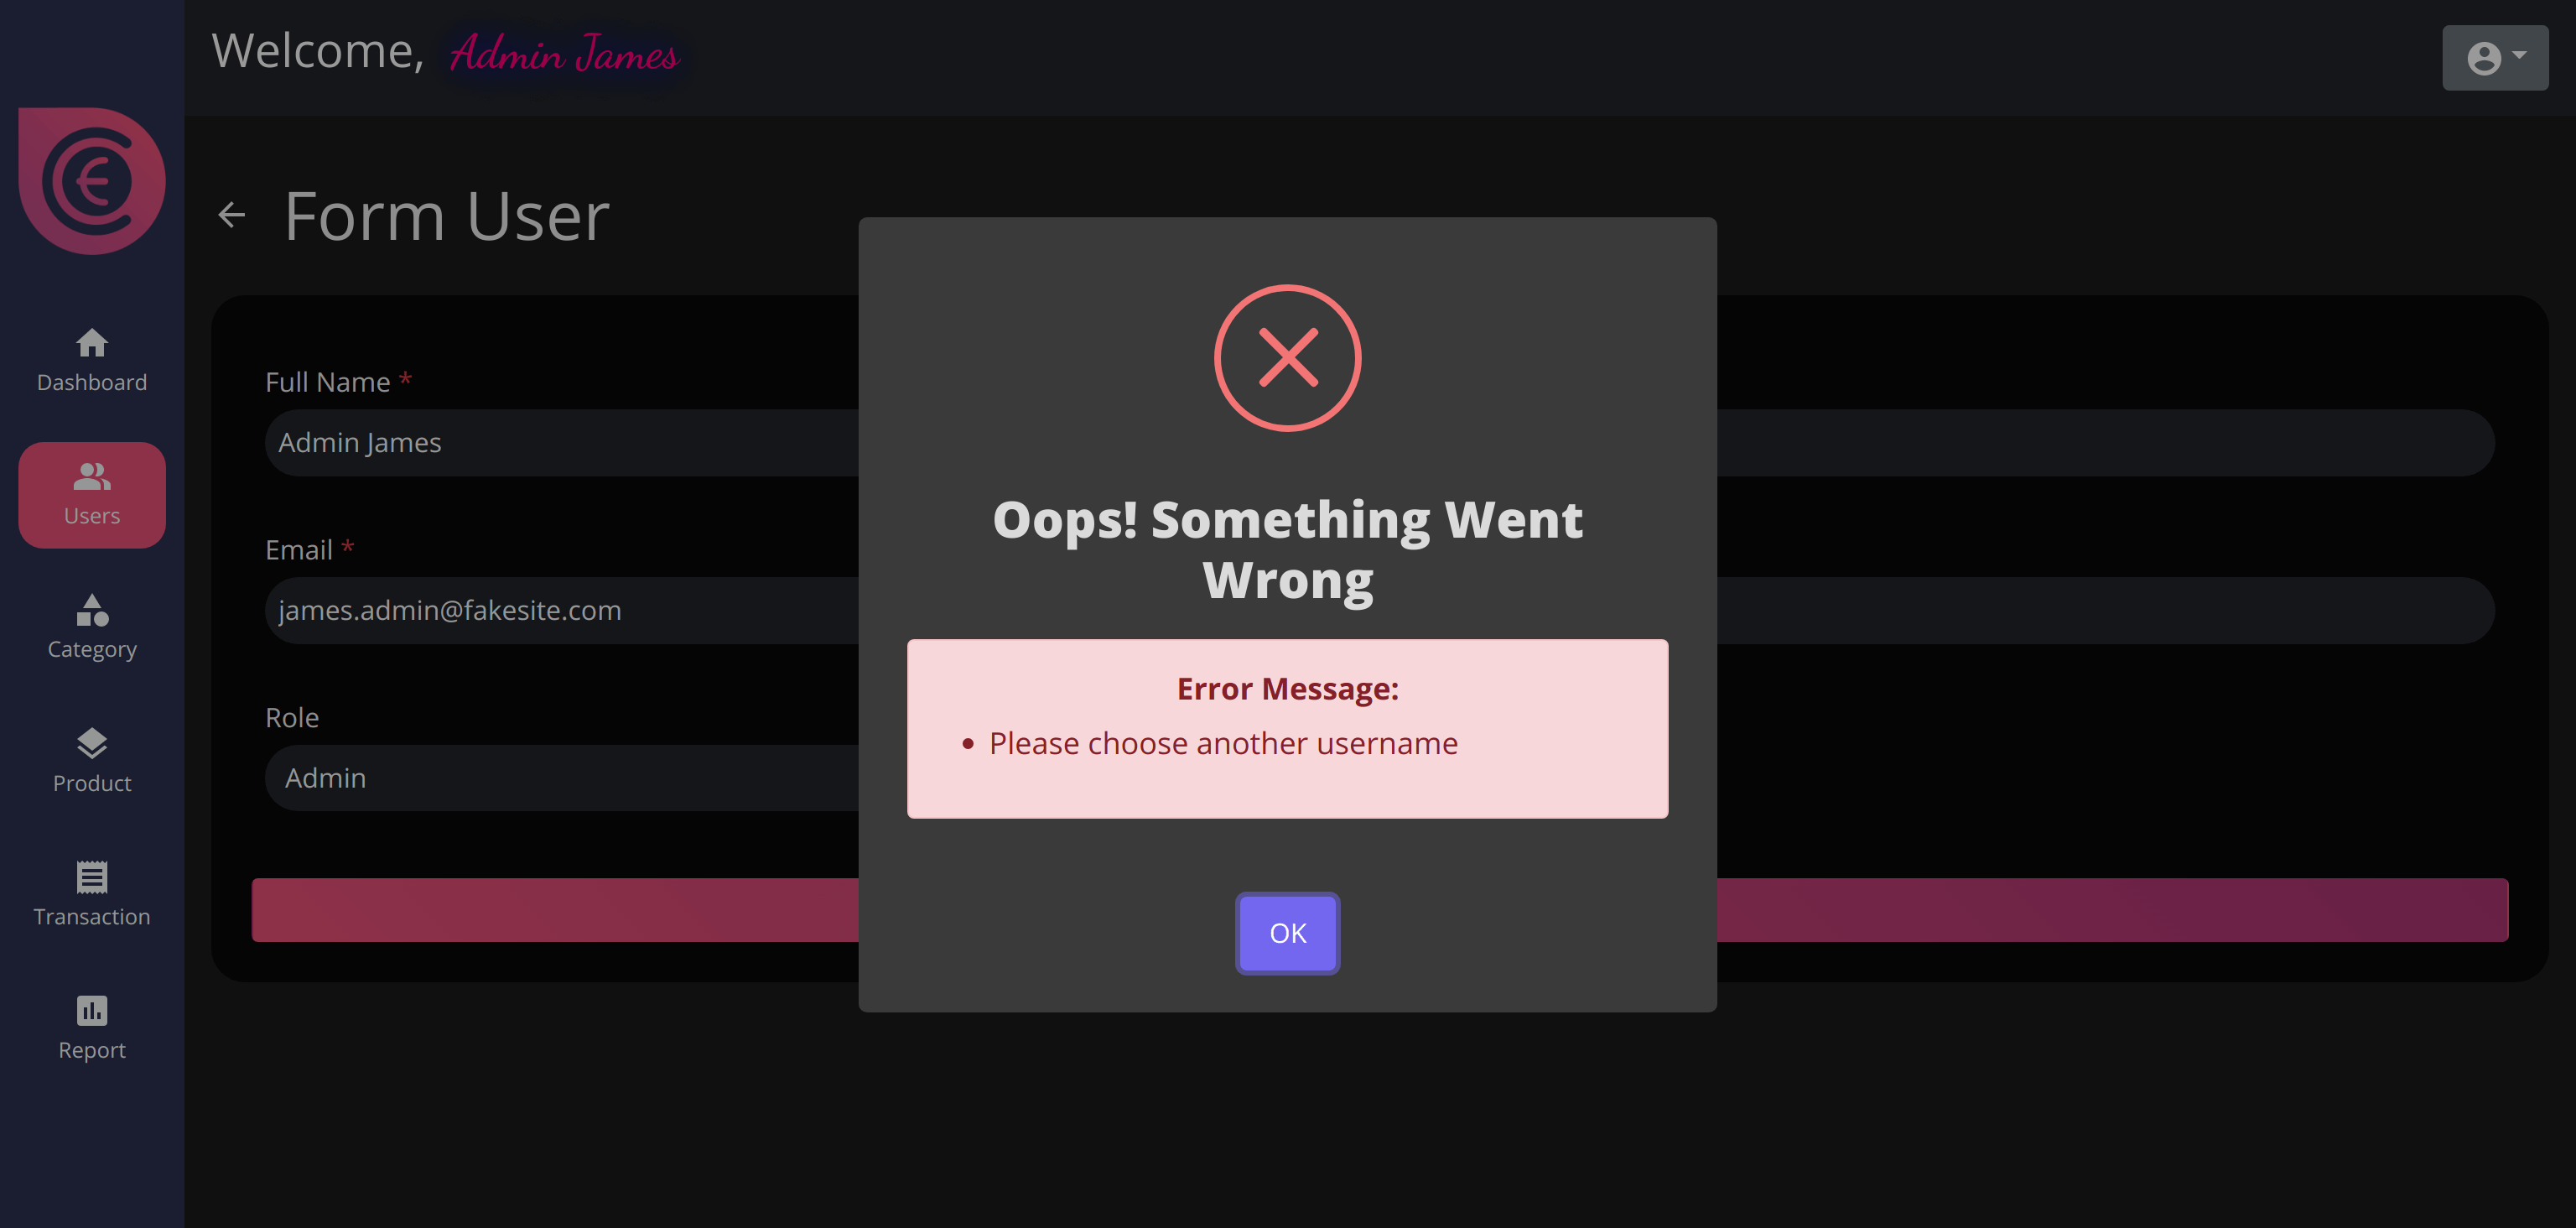 Welcome, Admin James
Form User
Dashboard
Users
Category
Product
Transaction
Report
Full Name *
Admin James
Email *
james.admin@fakesite.com
Role
Admin
Oops! Something Went
Wrong
Error Message:
Please choose another username
OK